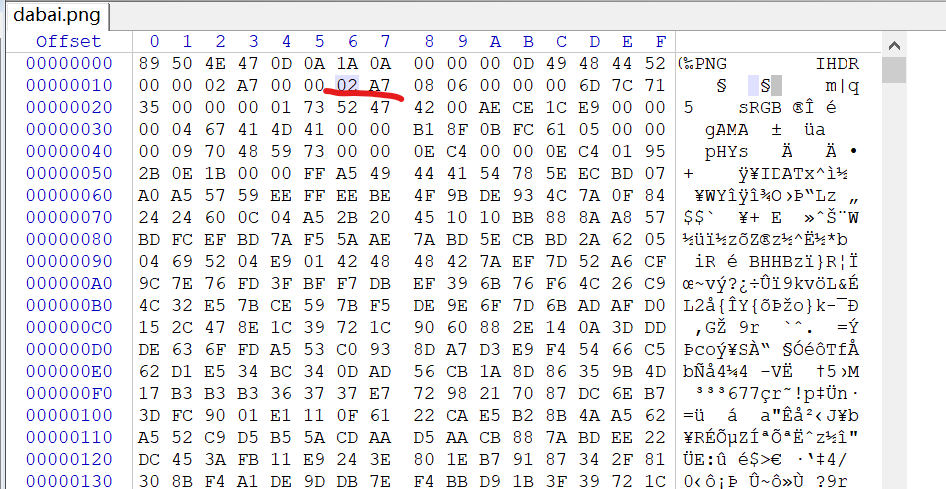 dabai.png
Offset 0 1 2 3 4 5 6 7 8 9 A B C D E F
00000000 89 50 4E 47 0D 0A 1A 0A 00 00 00 0D 49 48 44 52 (‰PNG IHDR
00000010 00 00 02 A7 00 00 02 A7 08 06 00 00 00 6D 7C 71 § § m|q
00000020 35 00 00 00 01 73 52 47 42 00 AE CE 1C E9 00 00 5 sRGB ®Î é
00000030 00 04 67 41 4D 41 00 00 B1 8F 0B FC 61 05 00 00 gAMA ± üa
00000040 00 09 70 48 59 73 00 00 0E C4 00 00 0E C4 01 95 pHYs Ä Ä •
00000050 2B 0E 1B 00 00 FF A5 49 44 41 54 78 5E EC BD 07 + ÿ¥IDATx^ì½
00000060 A0 A5 57 59 EE FF EE BE 4F 9B DE 93 4C 7A 0F 84 ¥WYîÿî¾O›Þ“Lz „
00000070 24 24 60 0C 04 A5 2B 20 45 10 10 BB 88 8A A8 57 $$` ¥+ E »ˆŠ¨W
00000080 BD FC EF BD 7A F5 5A AE 7A BD 5E CB BD 2A 62 05 ½üï½zõZ®z½^Ë½*b
00000090 04 69 52 04 E9 01 42 48 48 42 7A EF 7D 52 A6 CF iR é BHHBzï}R¦Ï
000000A0 9C 7E 76 FD 3F BF F7 DB EF 39 6B 76 F6 4C 26 C9 œ~vý?¿÷Ûï9kvöL&É
000000B0 4C 32 E5 7B CE 59 7B F5 DE 9E 6F 7D 6B AD AF D0 L2å{ÎY{õÞžo}k­¯Ð
000000C0 15 2C 47 8E 1C 39 72 1C 90 60 88 2E 14 0A 3D DD ,GŽ 9r `ˆ. =Ý
000000D0 DE 63 6F FD A5 53 C0 93 8D A7 D3 E9 F4 54 66 C5 Þcoý¥SÀ“ §ÓéôTfÅ
000000E0 62 D1 E5 34 BC 34 0D AD 56 CB 1A 8D 86 35 9B 4D bÑå4¼4 ­VË †5›M
000000F0 17 B3 B3 B3 36 37 37 E7 72 98 21 70 87 DC 6E B7 ³³³677çr˜!p‡Ün·
00000100 3D FC 90 01 E1 11 0F 61 22 CA E5 B2 8B 4A A5 62 =ü á a"Êå²‹J¥b
00000110 A5 52 C9 D5 B5 5A CD AA D5 AA CB 88 7A BD EE 22 ¥RÉÕµZÍªÕªËˆz½î"
00000120 DC 45 3A FB 11 E9 24 3E 80 1E B7 91 87 34 2F 81 ÜE:û é$>€ ·‘‡4/
00000130 30 8B F4 A1 DE 9D DB 7E F4 BB D9 1B 3F 39 72 1C 0‹ô¡Þ Û~ô»Ù ?9r